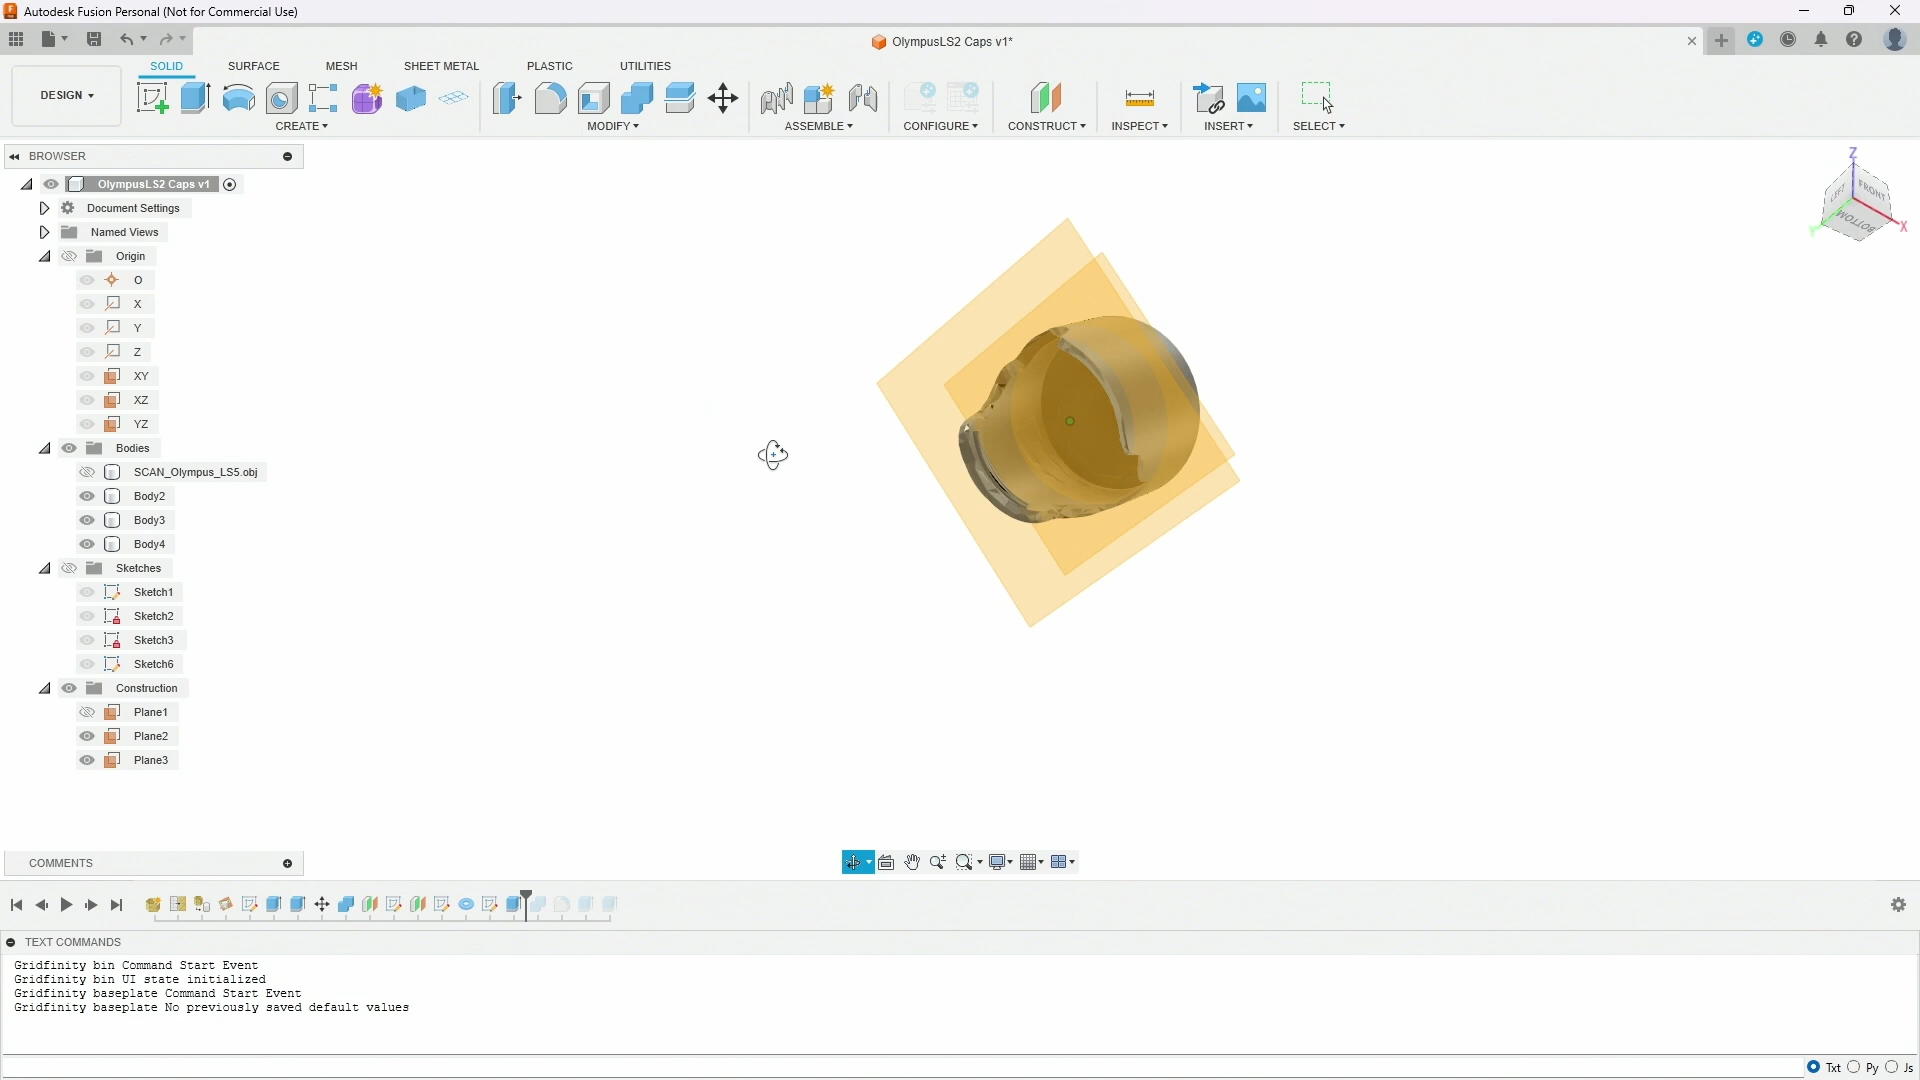 Autodesk Fusion Personal (Not for Commercial Use)
OlympusLS2 Caps v1*
SOLID SURFACE MESH SHEET METAL PLASTIC UTILITIES
DESIGN
CREATE MODIFY ASSEMBLE CONFIGURE CONSTRUCT INSPECT INSERT SELECT
BROWSER
OlympusLS2 Caps v1
Document Settings
Named Views
Origin
O
X
Y
Z
XY
XZ
YZ
Bodies
SCAN_Olympus_LS5.obj
Body2
Body3
Body4
Sketches
Sketch1
Sketch2
Sketch3
Sketch6
Construction
Plane1
Plane2
Plane3
Z
LEFT FRONT
BOTTOM
X
Y
COMMENTS
TEXT COMMANDS
Gridfinity bin Command Start Event
Gridfinity bin UI state initialized
Gridfinity baseplate Command Start Event
Gridfinity baseplate No previously saved default values
Txt Py Js